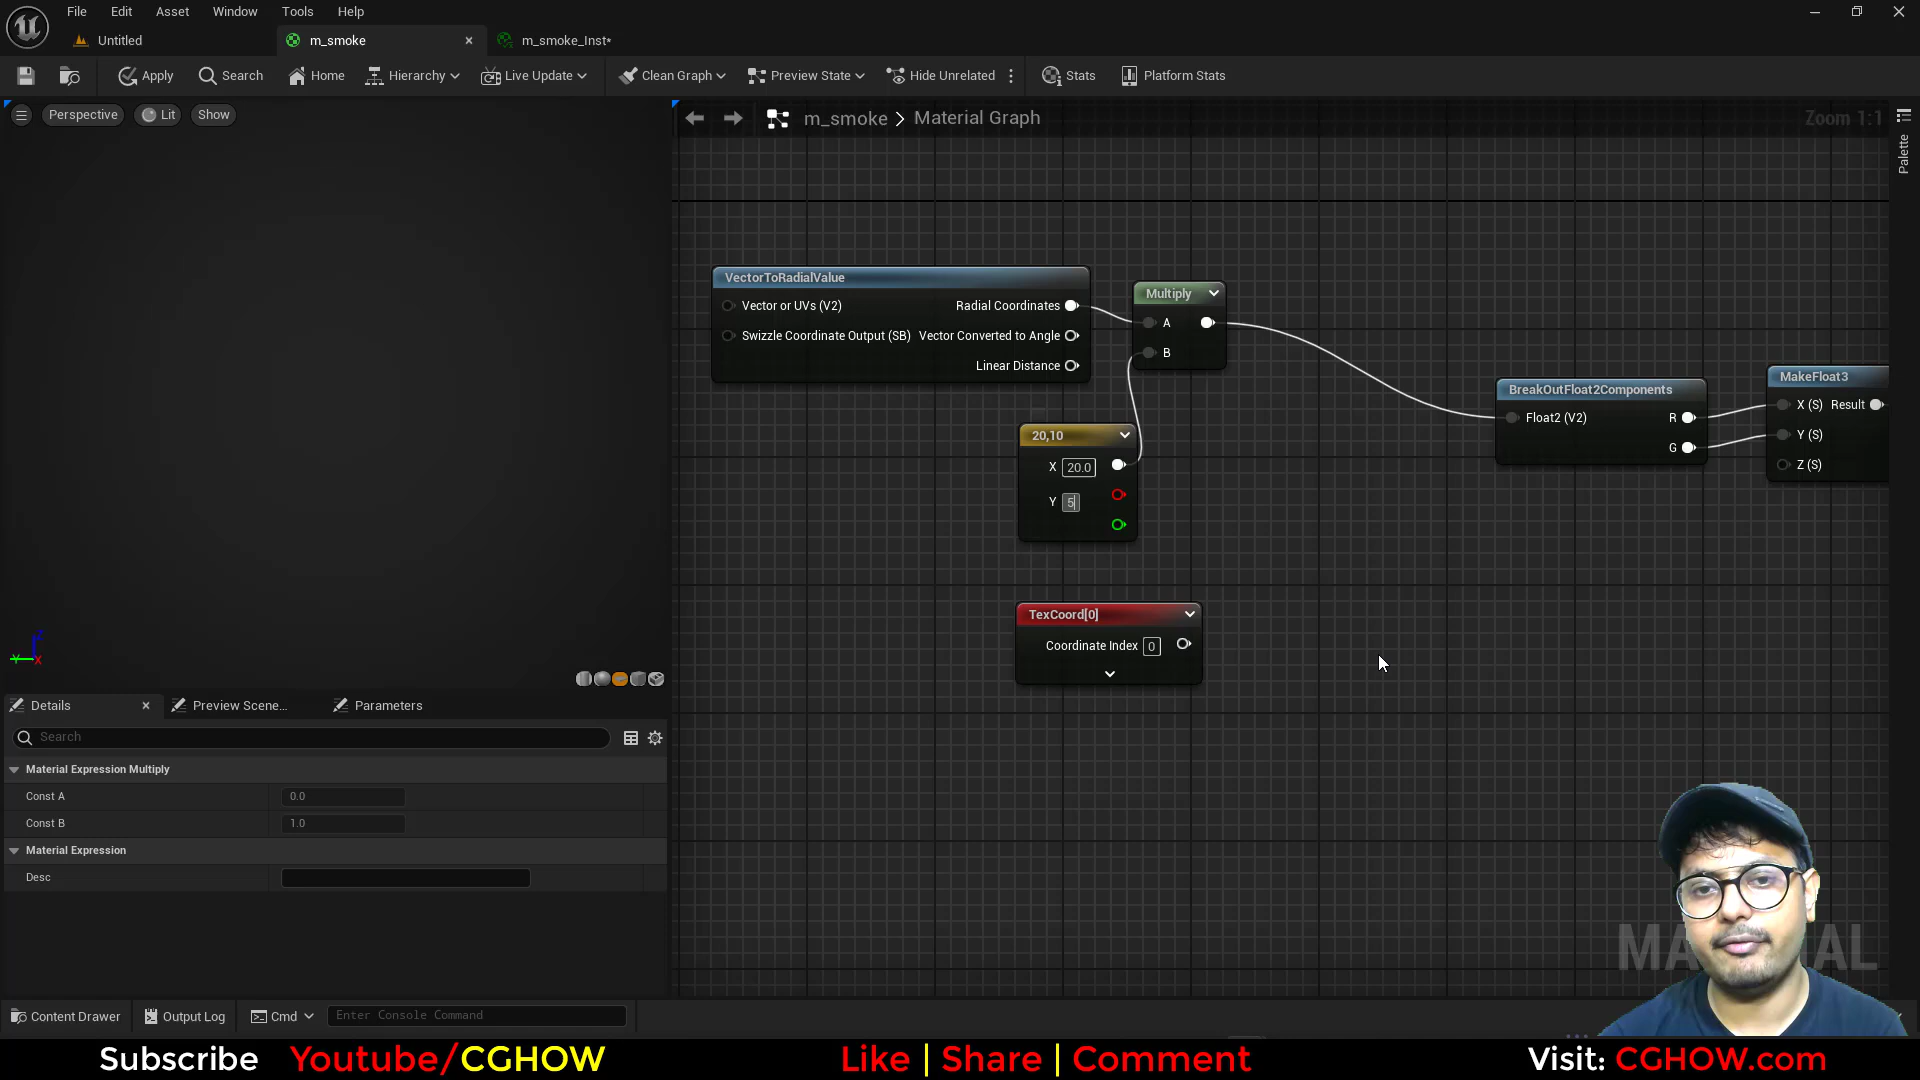 File Edit Asset Window Tools Help
Untitled m_smoke m_smoke_Inst*
Apply Search Home Hierarchy Live Update Clean Graph Preview State Hide Unrelated Stats Platform Stats
Perspective Lit Show
m_smoke > Material Graph Zoom 1:1
Palette
VectorToRadialValue
Vector or UVs (V2) Radial Coordinates
Swizzle Coordinate Output (SB) Vector Converted to Angle
Linear Distance
Multiply
A
B
BreakOutFloat2Components
Float2 (V2) R
G
MakeFloat3
X (S) Result
Y (S)
Z (S)
20,10
X 20.0
Y 5
TexCoord[0]
Coordinate Index 0
Z
Y X
Details Preview Scene... Parameters
Search
Material Expression Multiply
Const A 0.0
Const B 1.0
Material Expression
Desc
Content Drawer Output Log Cmd Enter Console Command
Subscribe Youtube/CGHOW Like | Share | Comment Visit: CGHOW.com